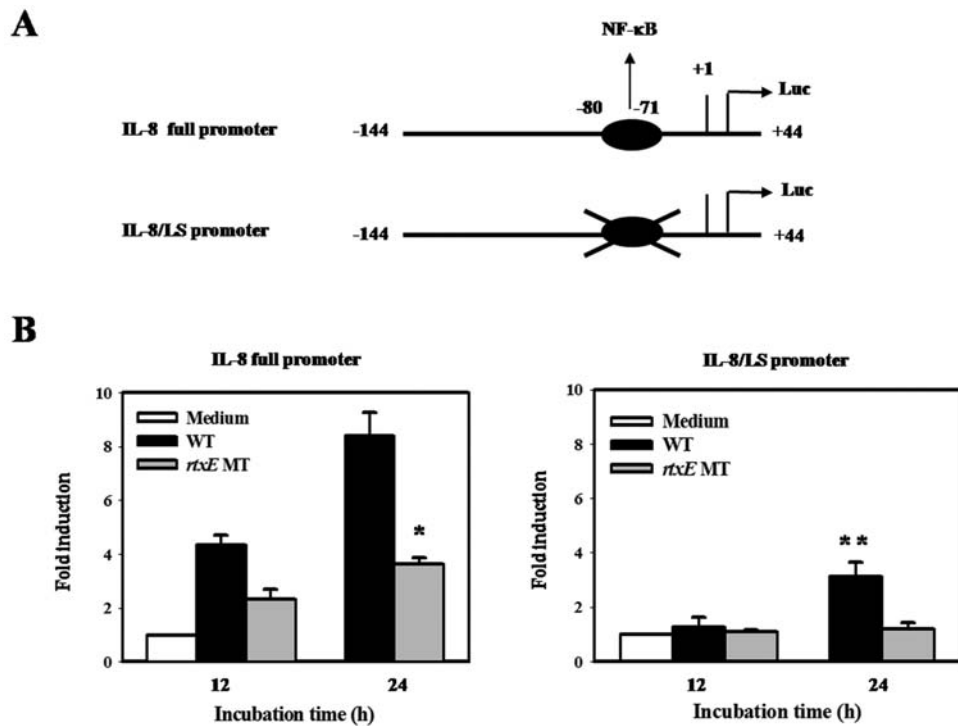 A
NF-κB
+1
Luc
-80 -71
IL-8 full promoter -144 +44
Luc
IL-8/LS promoter -144 +44
B
IL-8 full promoter
10
8
6
4
2
0
Fold induction
Medium
WT
rtxE MT
*
12 24
Incubation time (h)
IL-8/LS promoter
10
8
6
4
2
0
Fold induction
Medium
WT
rtxE MT
**
12 24
Incubation time (h)